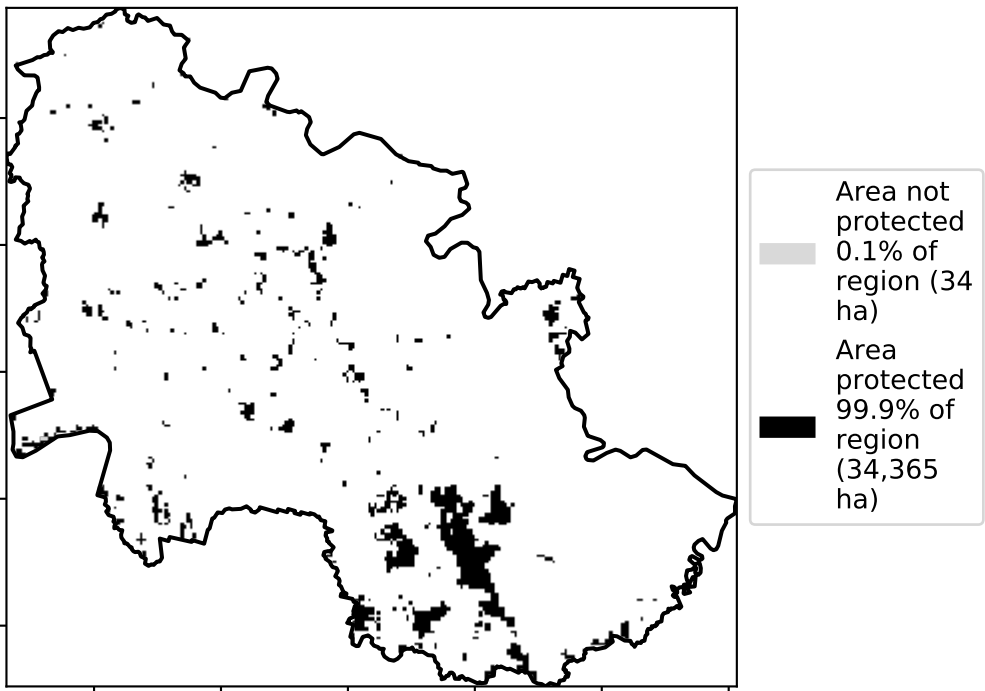 Area not
protected
0.1% of
region (34
ha)
Area
protected
99.9% of
region
(34,365
ha)